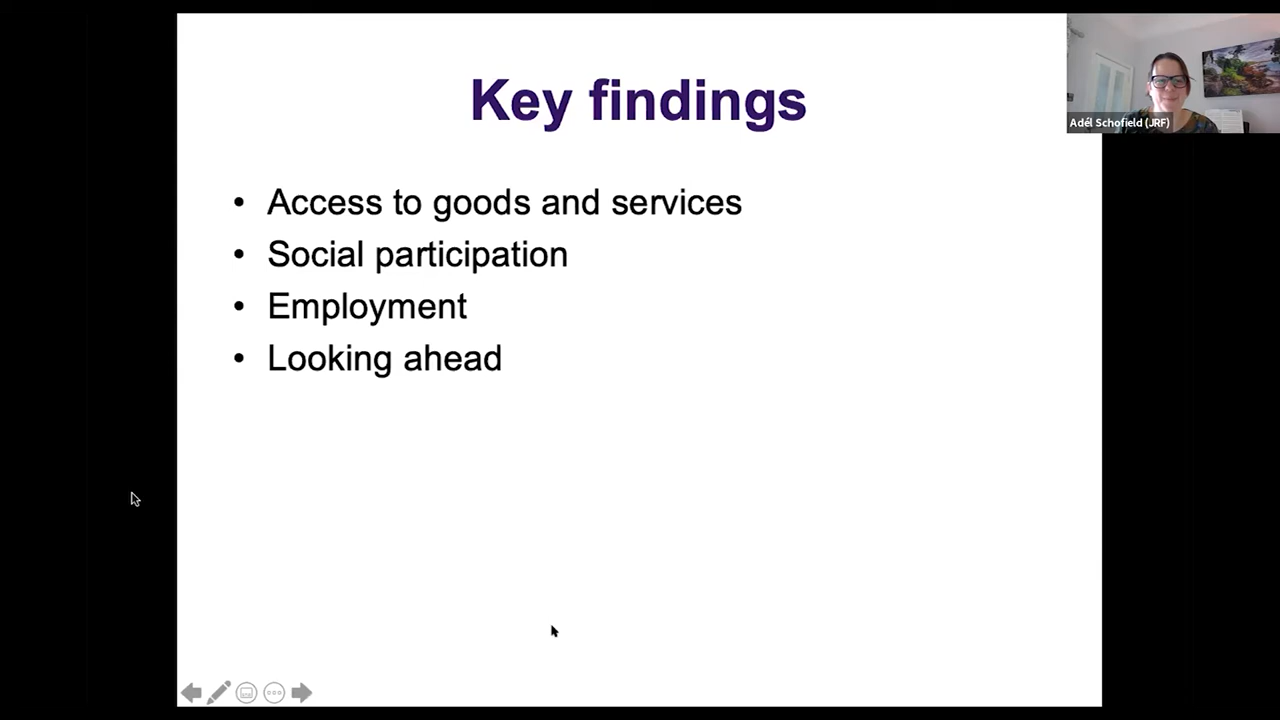 Key findings
Adél Schofield (JRF)
• Access to goods and services
• Social participation
• Employment
• Looking ahead